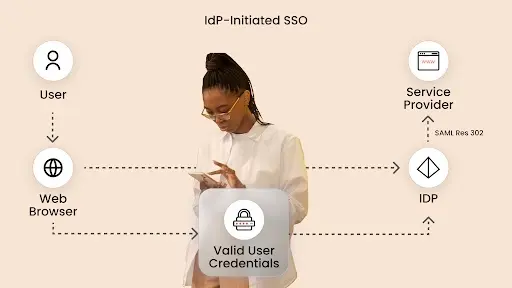 IdP-Initiated SSO
User
Service
Provider
www
SAML Res 302
Web
Browser
IDP
Valid User
Credentials